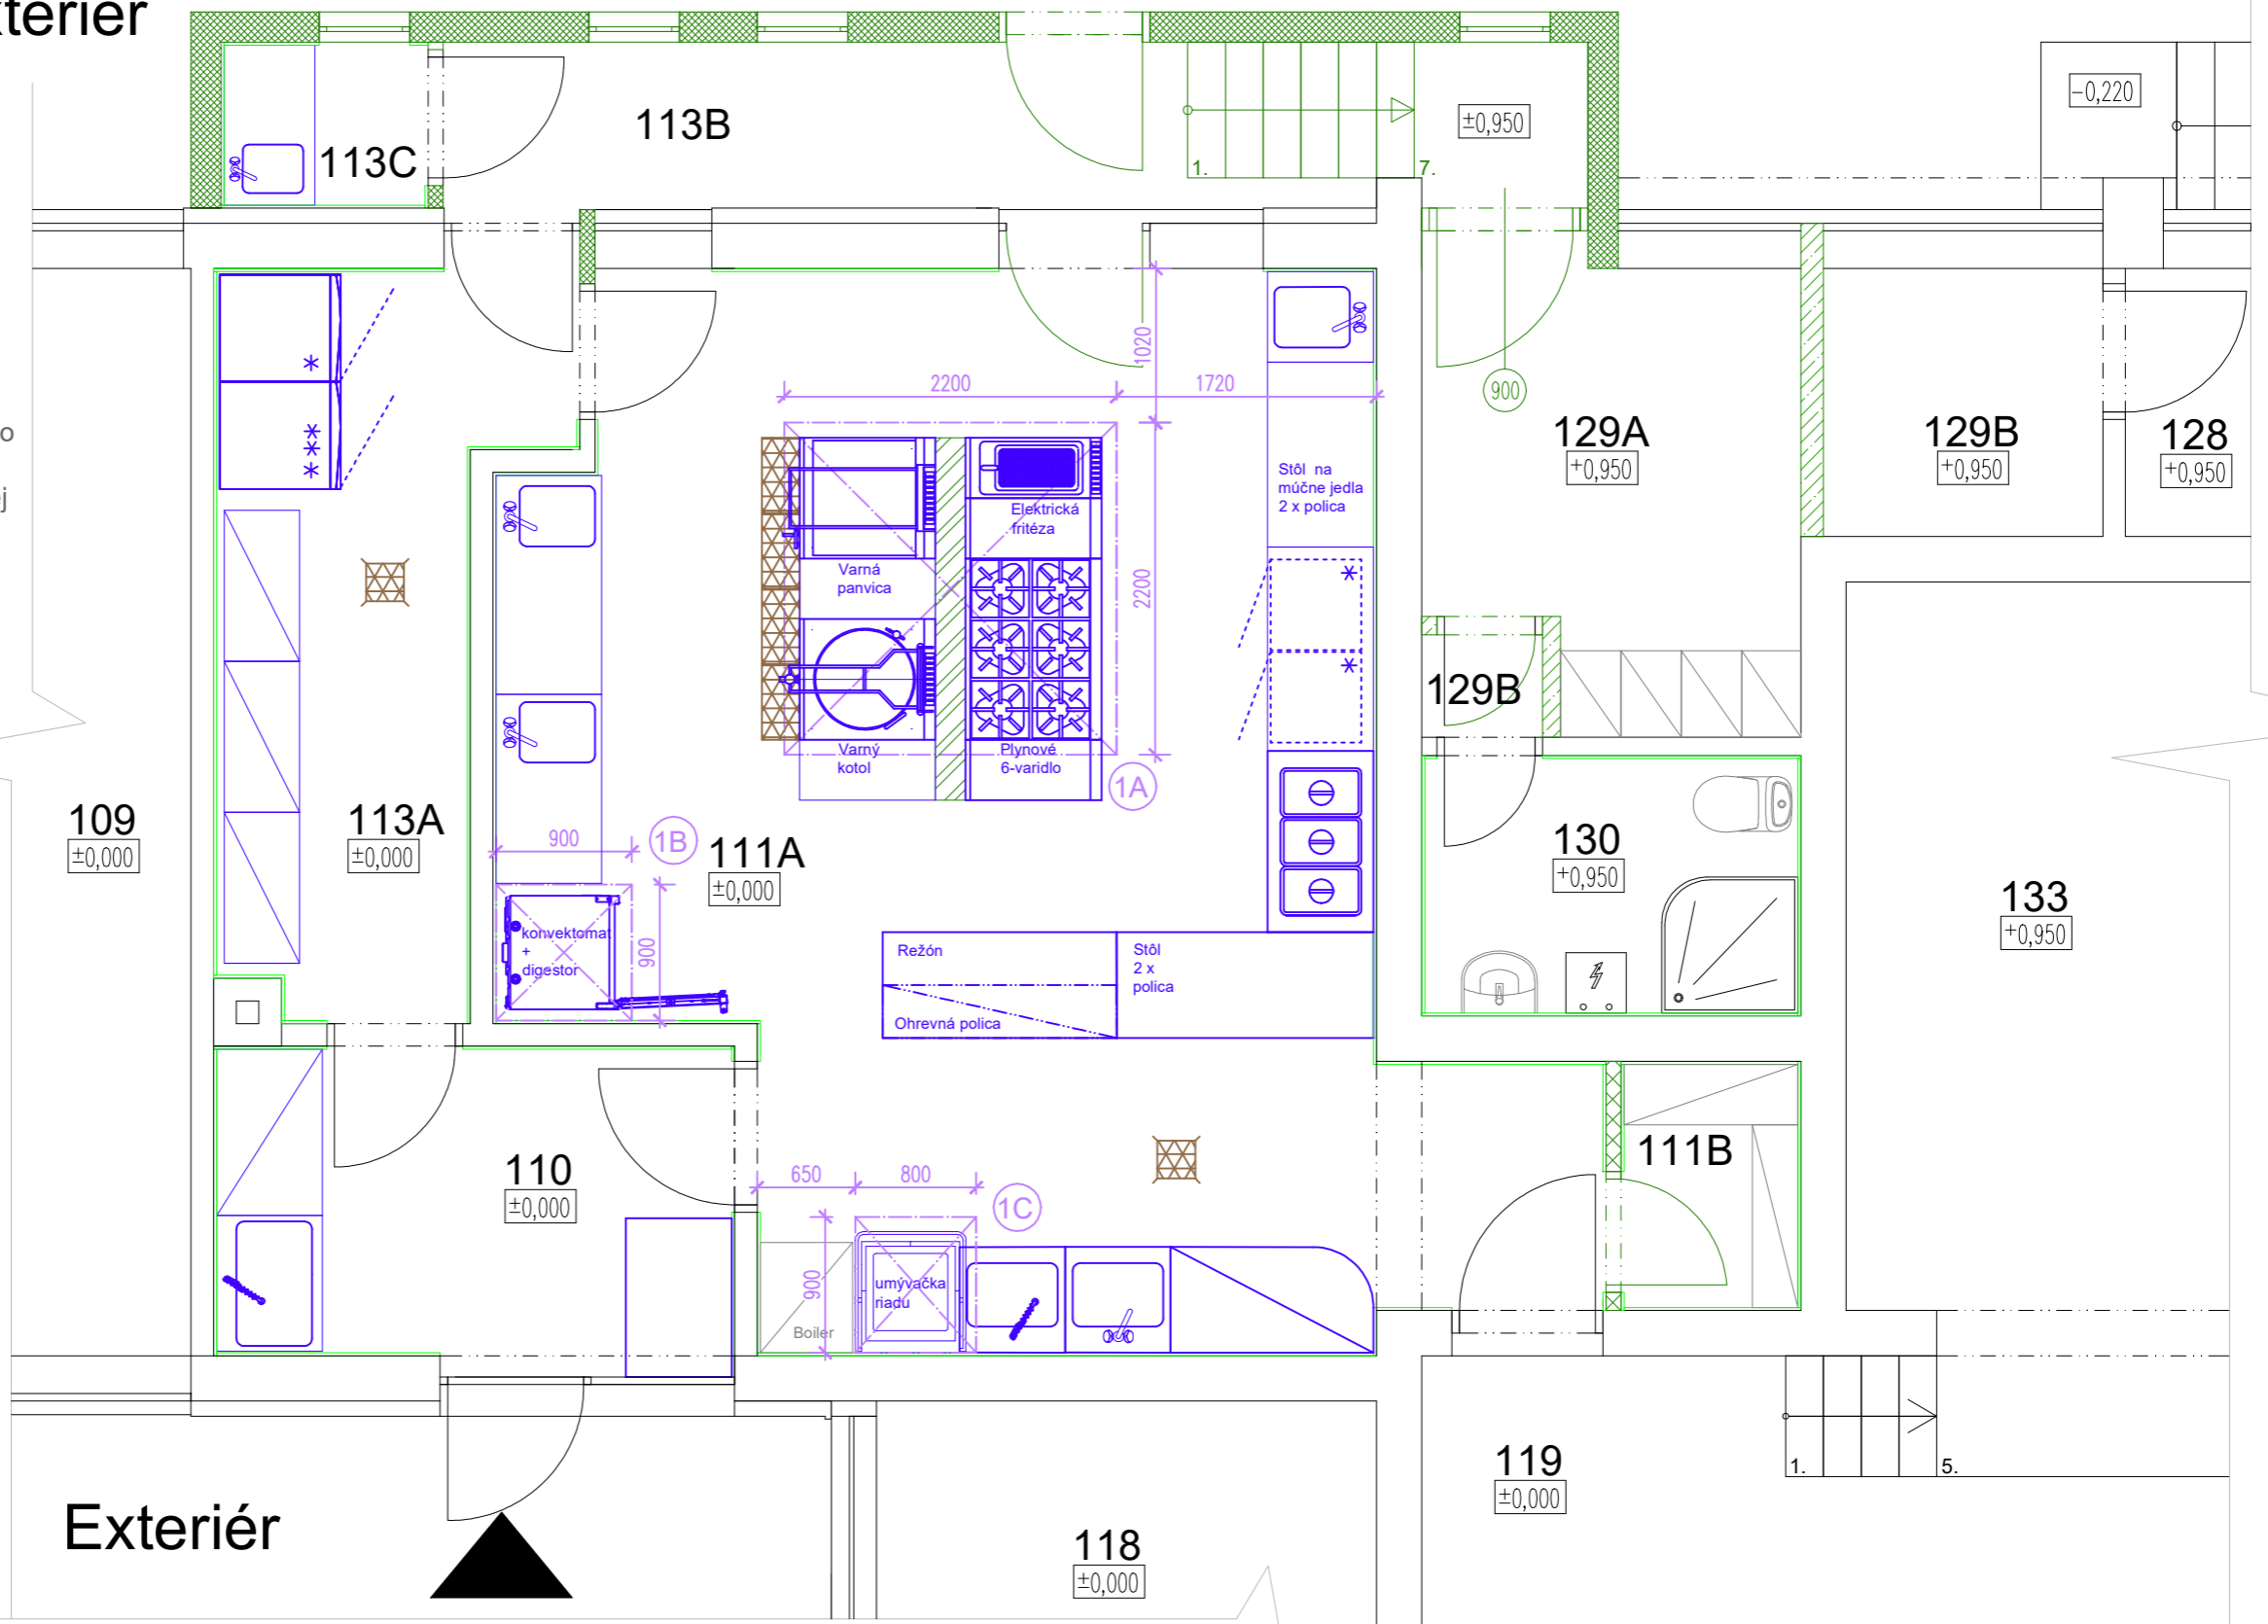 xteriér
113B
113C
±0,950
-0,220
1.
7.
1020
2200
1720
900
129A
+0,950
129B
+0,950
128
+0,950
o
ej
*
***
Stôl na
múčne jedla
2 x polica
Elektrická
fritéza
Varná
panvica
2200
*
*
129B
Varný
kotol
Plynové
6-varidlo
1A
109
±0,000
113A
±0,000
900
1B
111A
±0,000
130
+0,950
133
+0,950
konvektomat
+
digestor
900
Režón
Ohrevná polica
Stôl
2 x
polica
110
±0,000
650
800
1C
111B
900
umývačka
riadu
Boiler
119
±0,000
1.
5.
Exteriér
118
±0,000